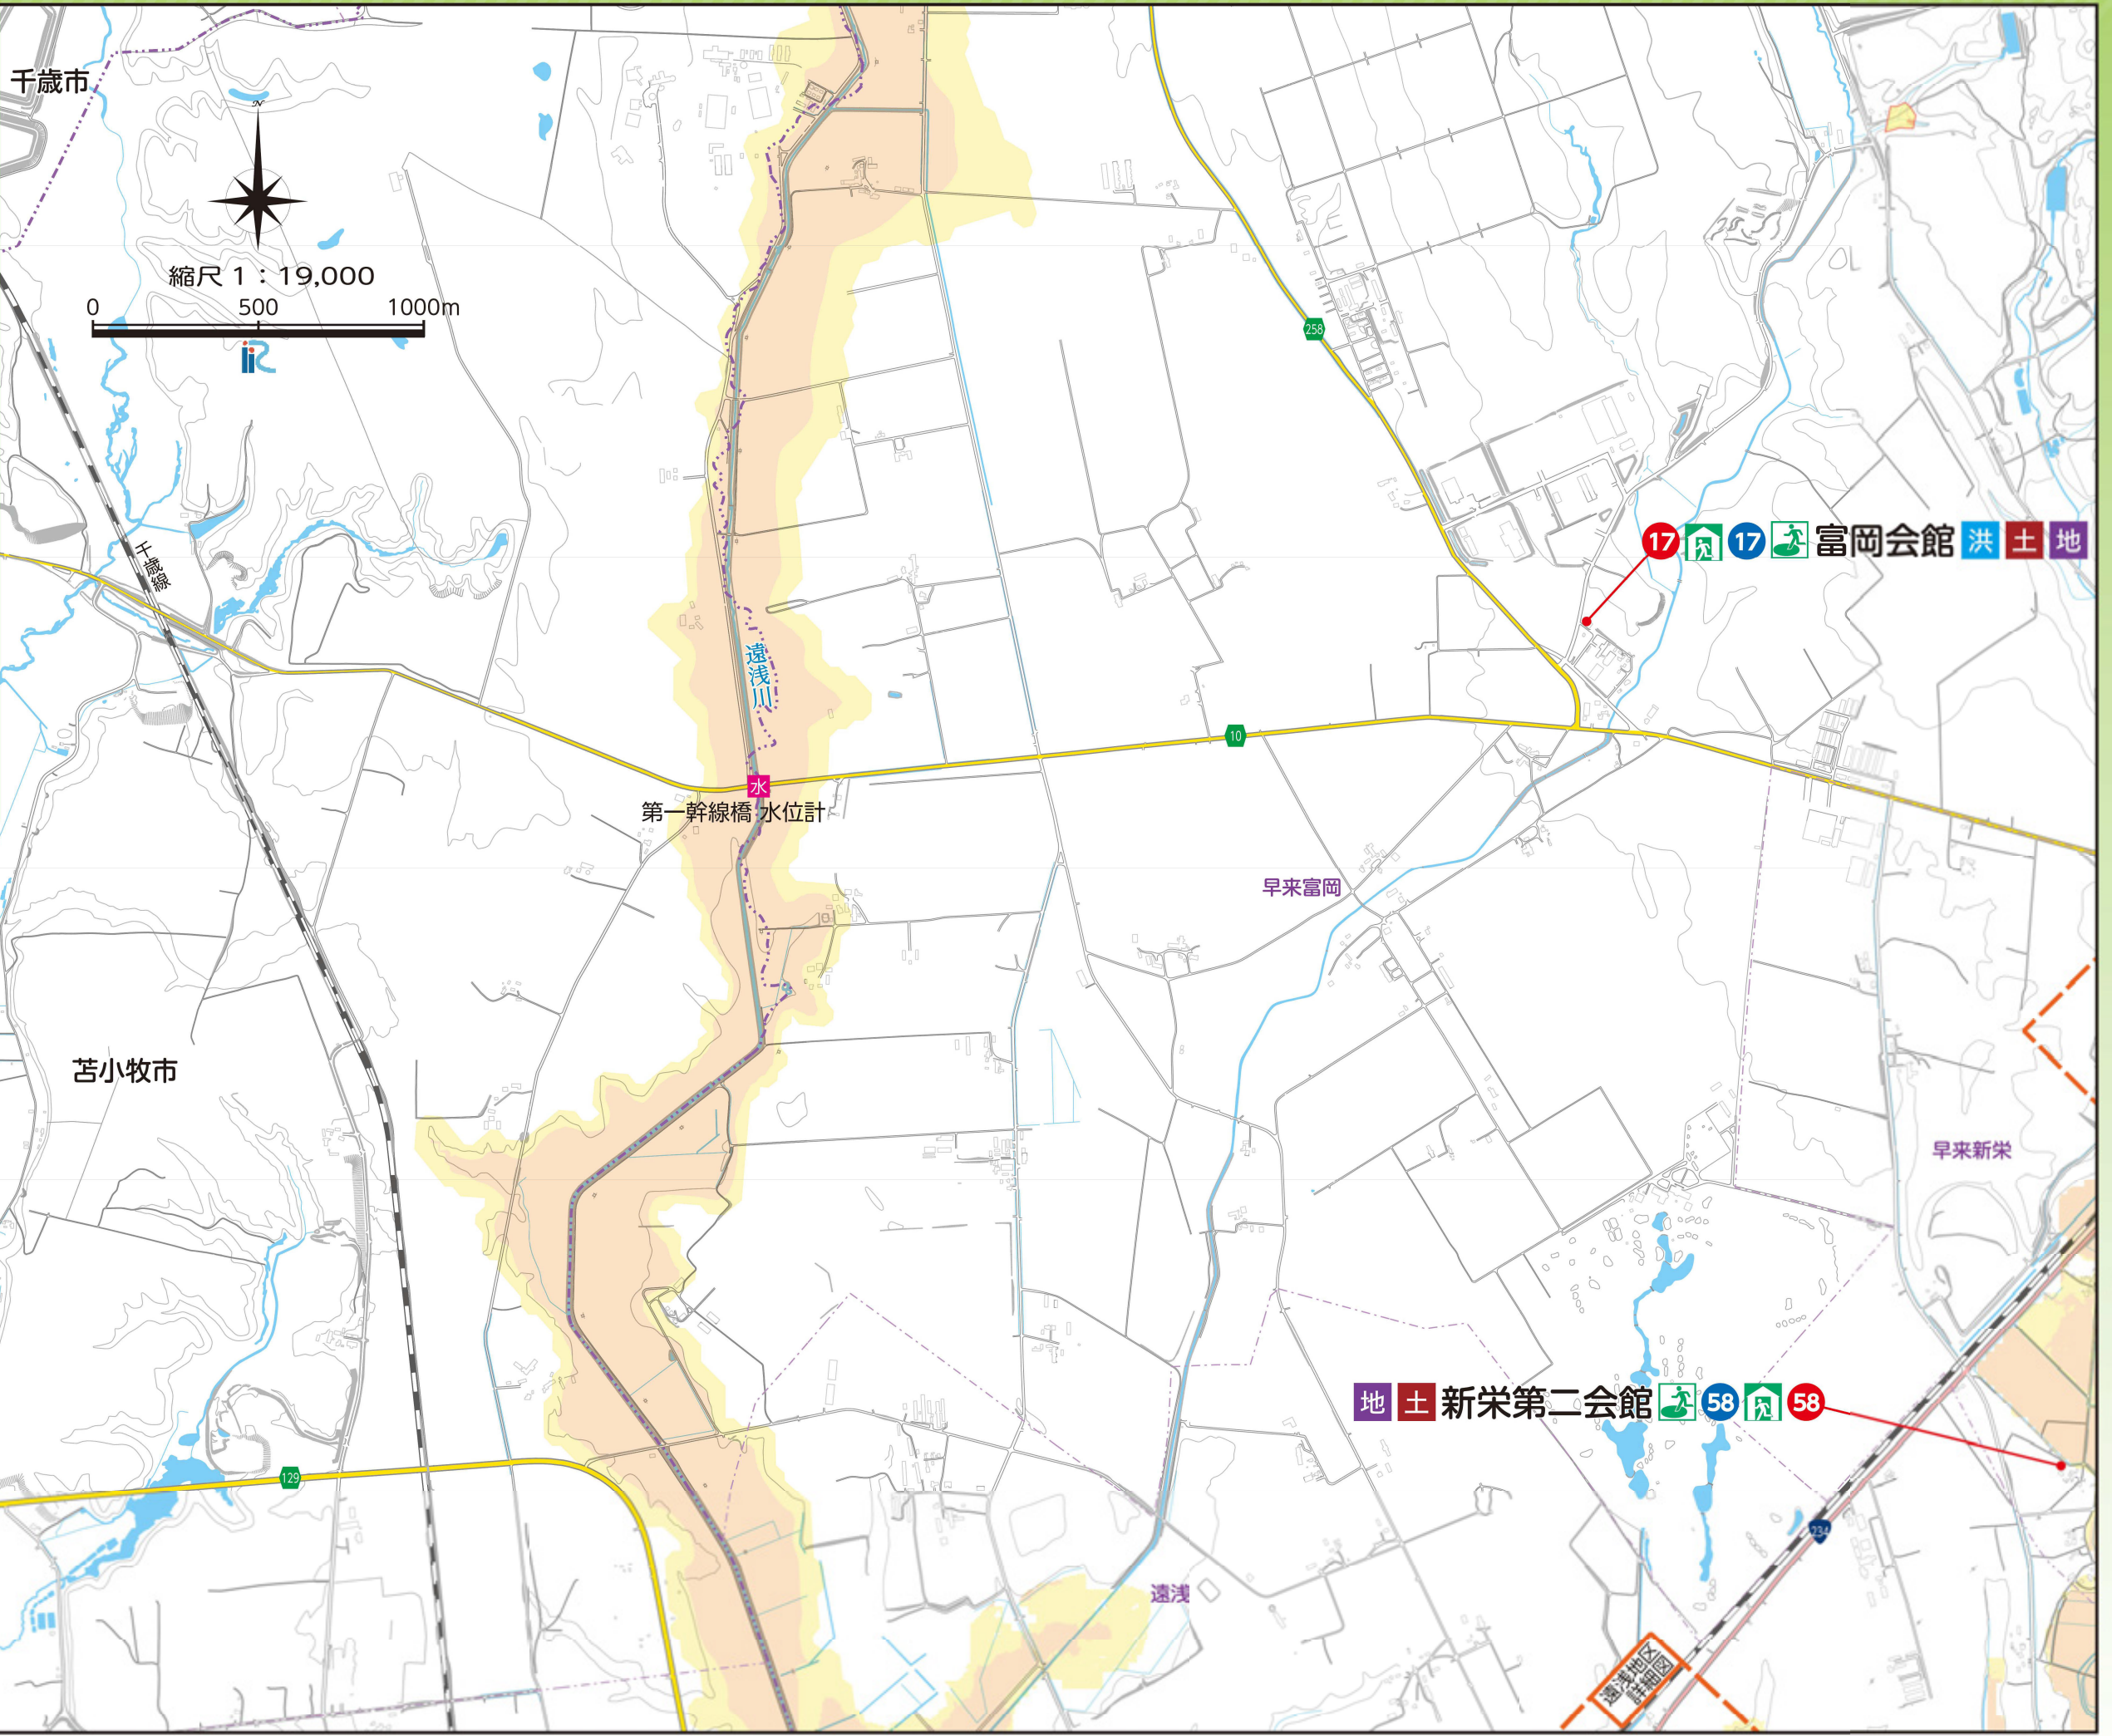 千歳市
N
縮尺 1：19,000
0 500 1000m
258
千歳線
17 17 富岡会館 洪 土 地
遠浅川
10
水
第一幹線橋 水位計
早来富岡
苫小牧市
早来新栄
地 土 新栄第二会館 58 58
129
234
遠浅
遠浅地区
詳細図